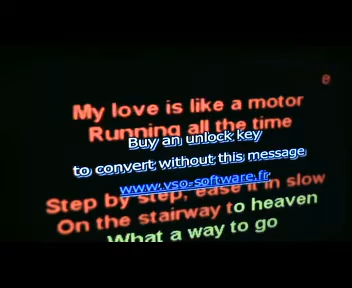 e
My love is like a motor
Running all the time
Buy an unlock key
to convert without this message
www.vso-software.fr
Step by step, ease it in slow
On the stairway to heaven
What a way to go